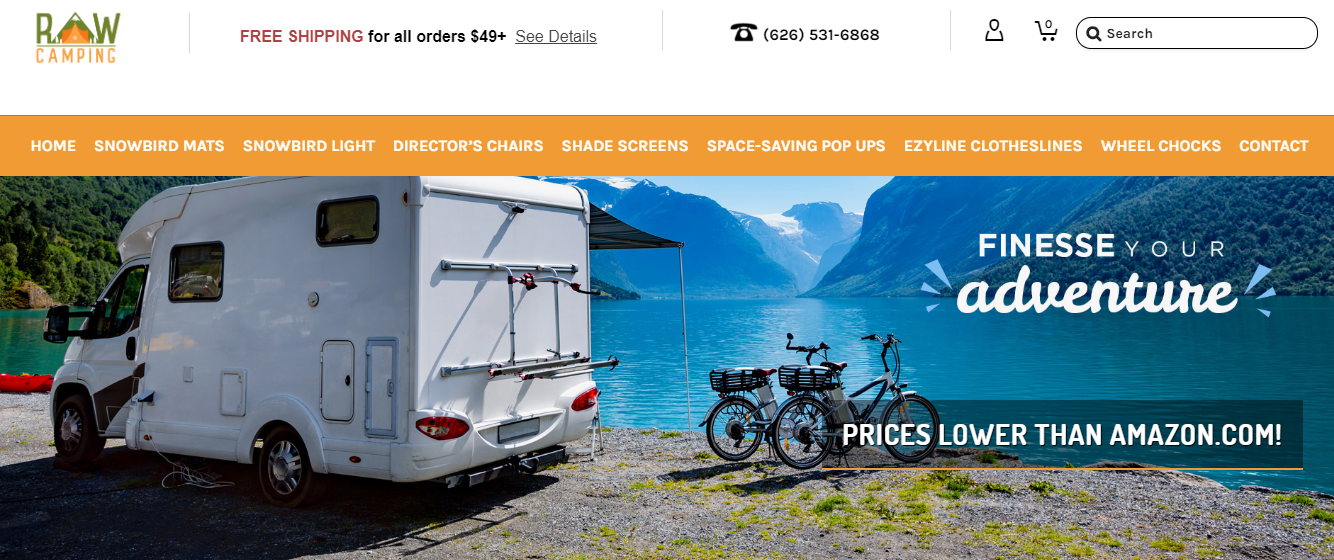 RAW
CAMPING
FREE SHIPPING for all orders $49+ See Details
(626) 531-6868
0
Search
HOME SNOWBIRD MATS SNOWBIRD LIGHT DIRECTOR'S CHAIRS SHADE SCREENS SPACE-SAVING POP UPS EZYLINE CLOTHESLINES WHEEL CHOCKS CONTACT
FINESSE YOUR
adventure
PRICES LOWER THAN AMAZON.COM!